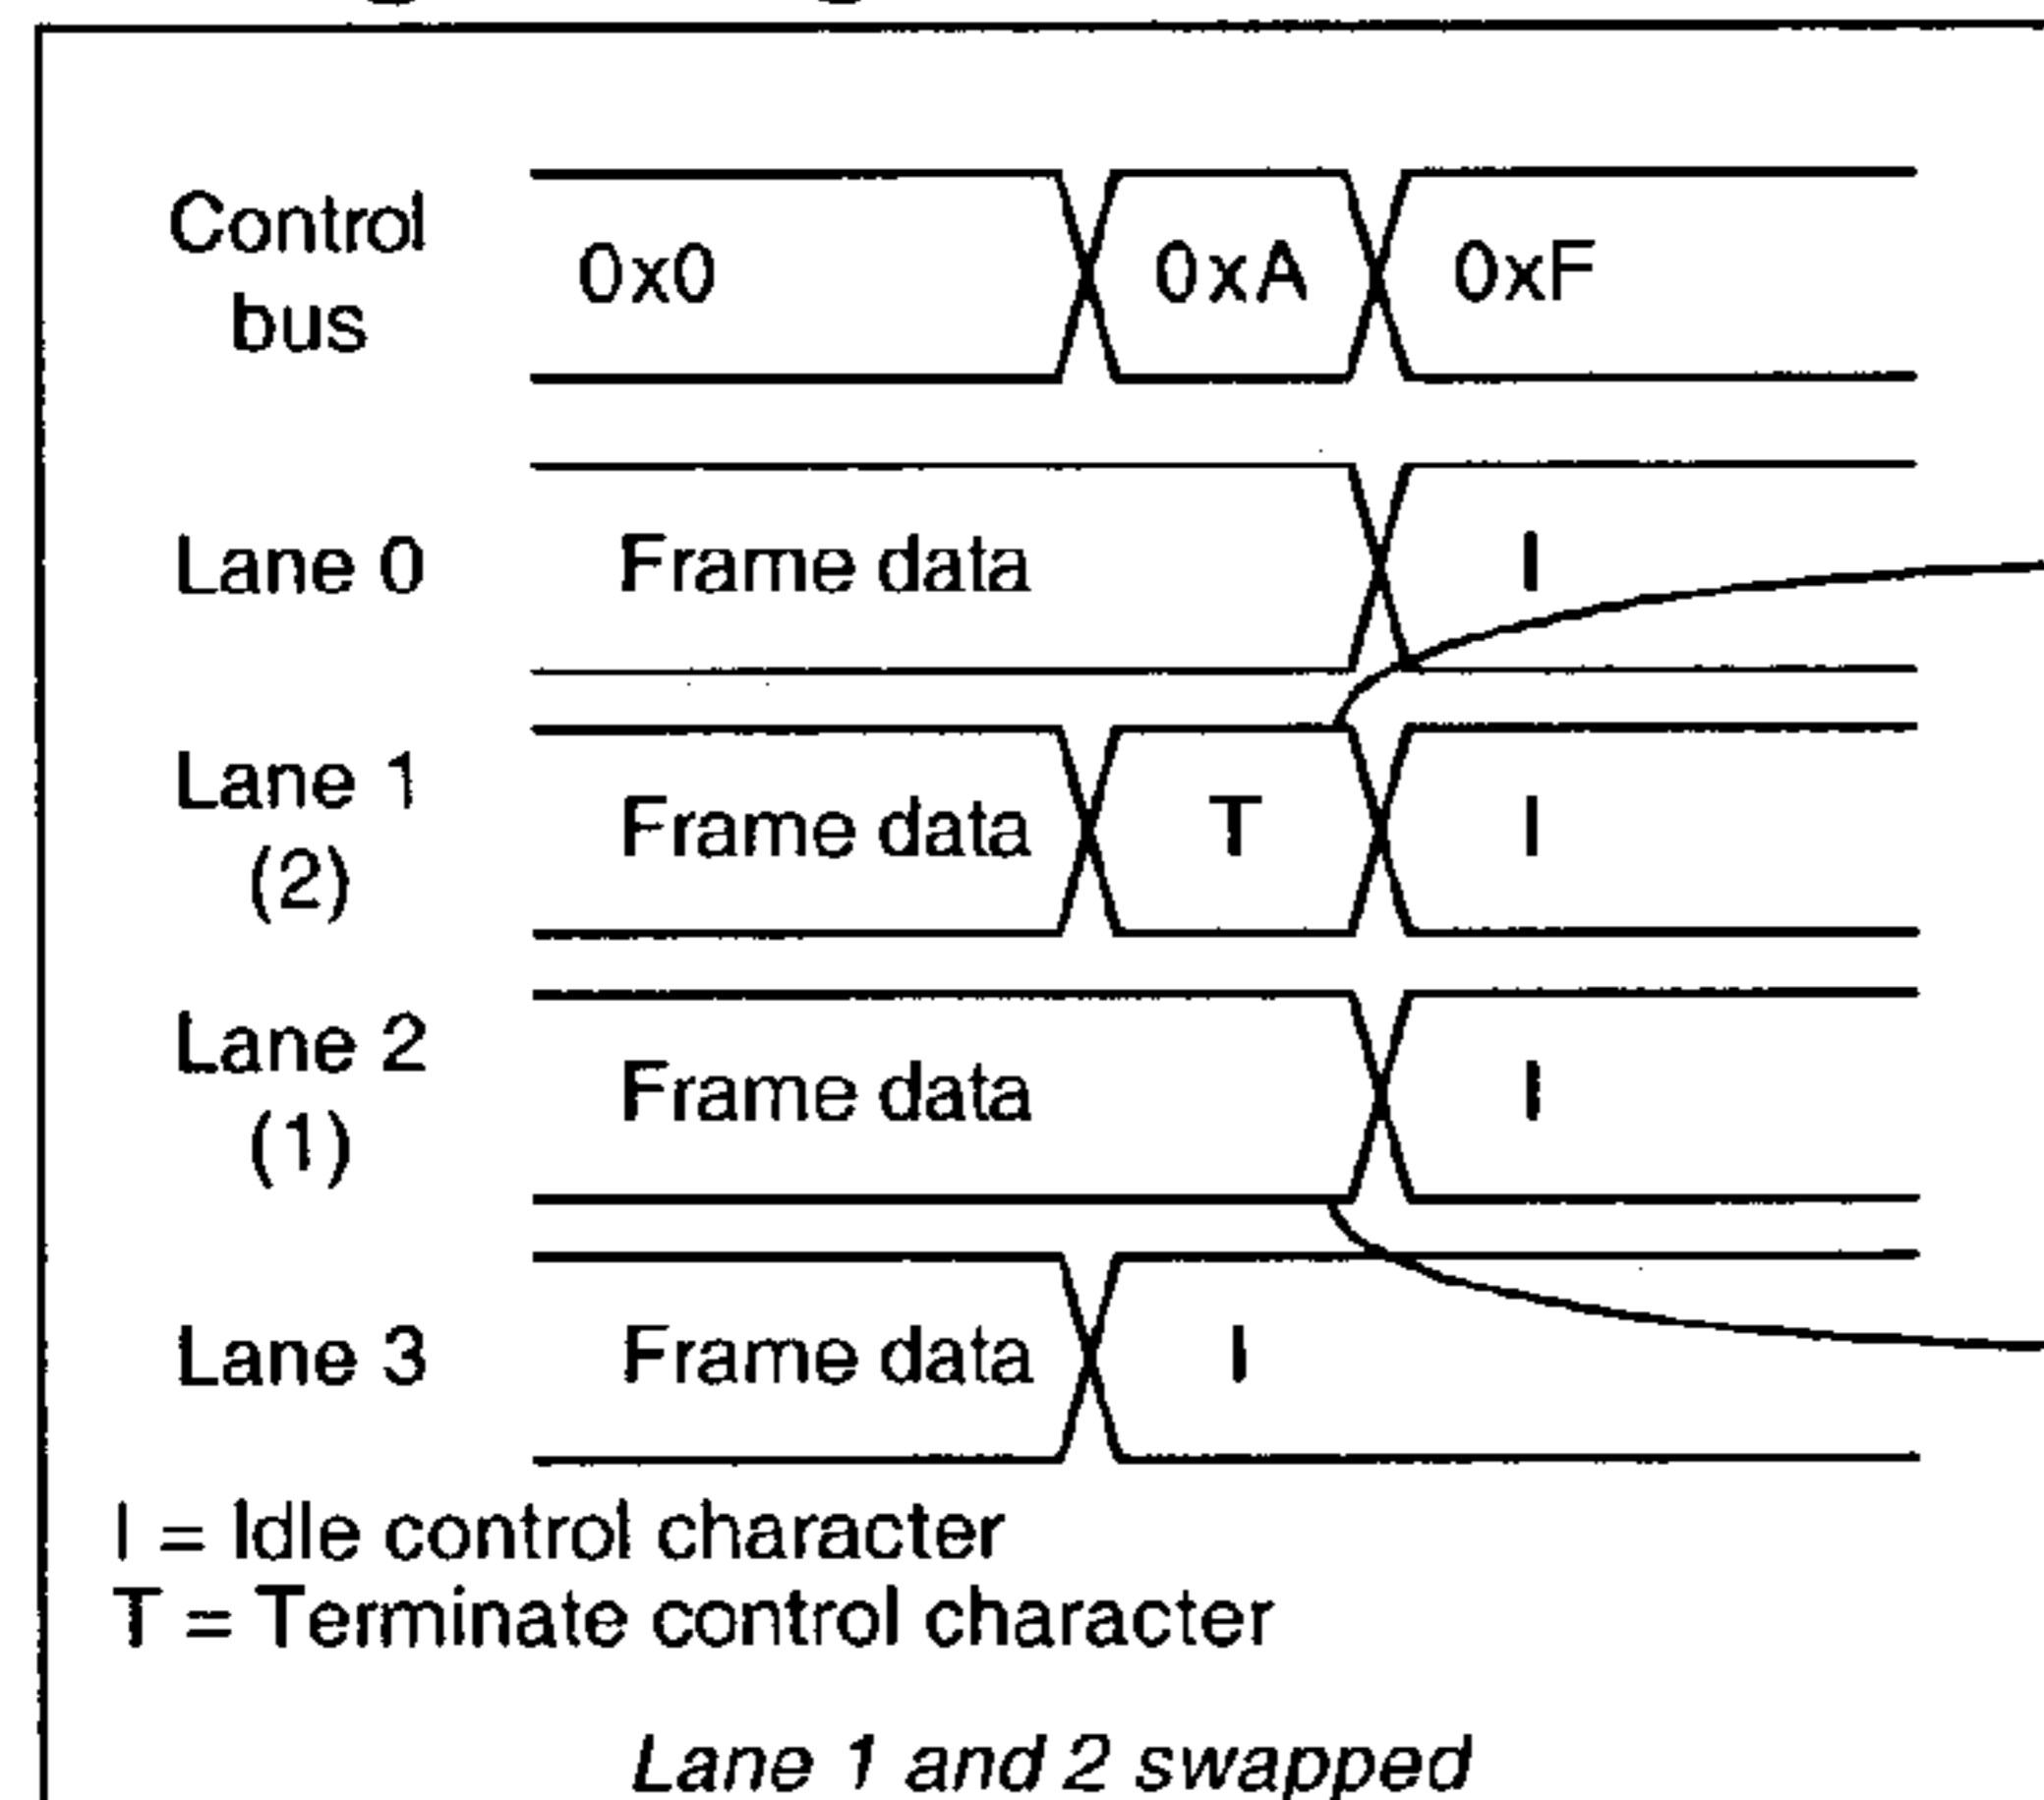 Control
bus
0x0
0xA
0xF
Lane 0
Frame data
I
Lane 1
(2)
Frame data
T
I
Lane 2
(1)
Frame data
I
Lane 3
Frame data
I
I = Idle control character
T = Terminate control character
Lane 1 and 2 swapped